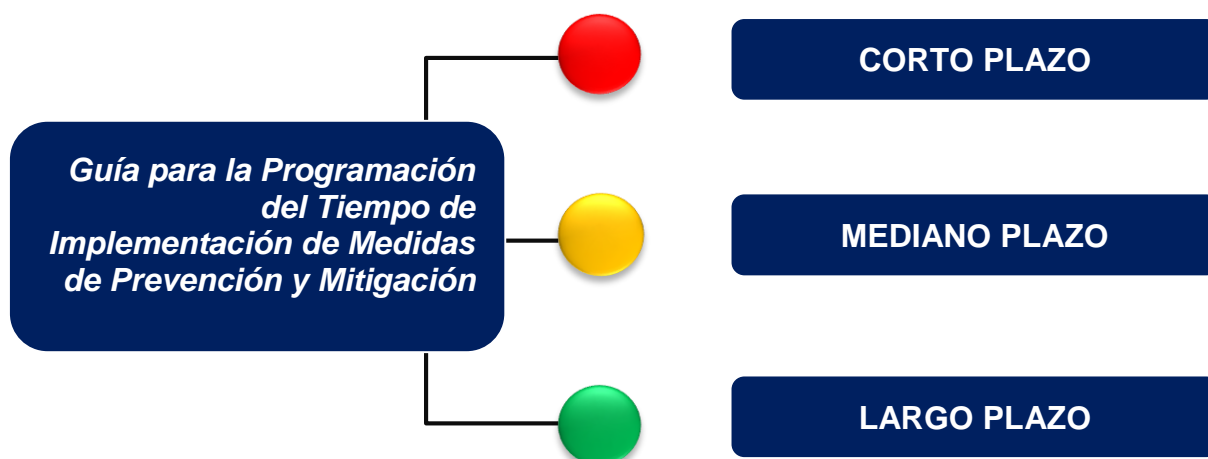 CORTO PLAZO
Guía para la Programación
del Tiempo de
Implementación de Medidas
de Prevención y Mitigación
MEDIANO PLAZO
LARGO PLAZO